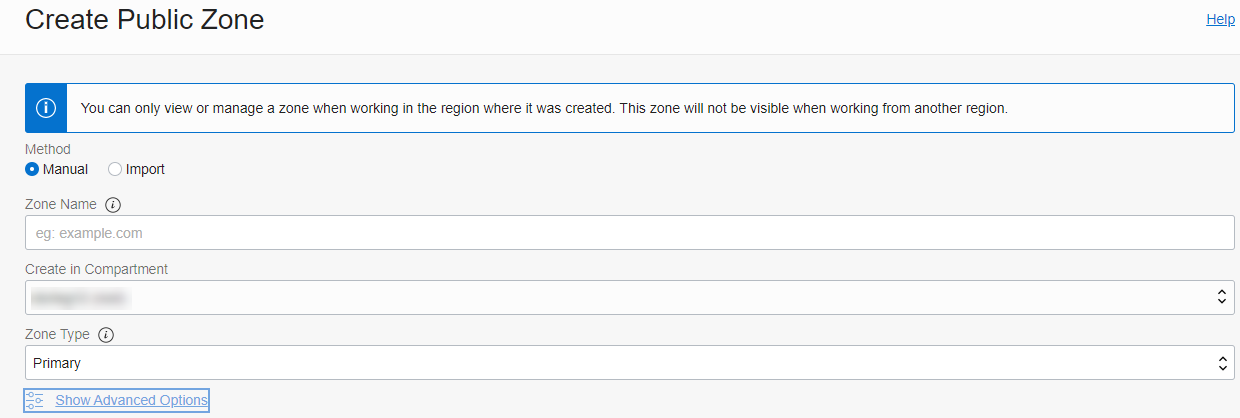 Create Public Zone
Help
You can only view or manage a zone when working in the region where it was created. This zone will not be visible when working from another region.
Method
Manual Import
Zone Name
eg: example.com
Create in Compartment
Zone Type
Primary
Show Advanced Options